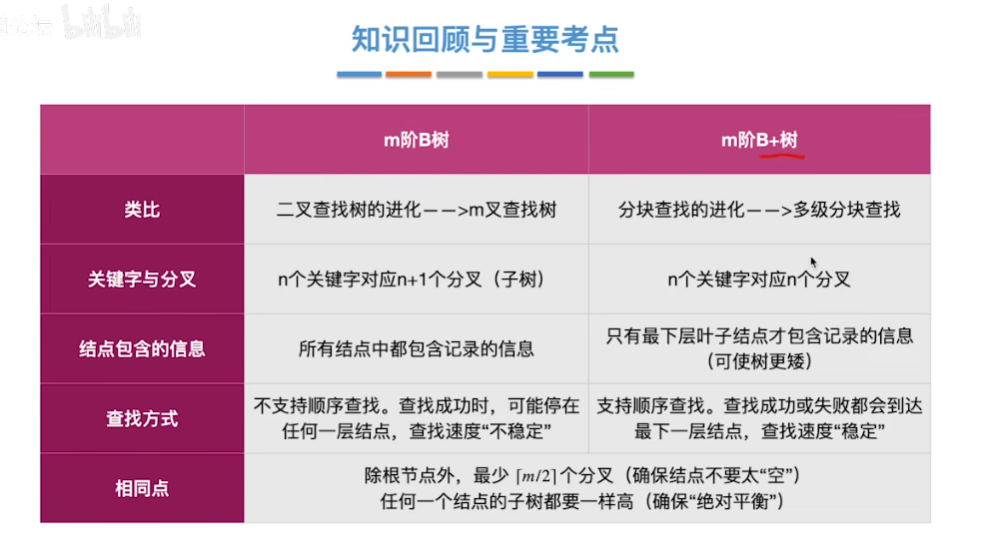 知识回顾与重要考点
m阶B树
m阶B+树
类比
二叉查找树的进化——>m叉查找树
分块查找的进化——>多级分块查找
关键字与分叉
n个关键字对应n+1个分叉（子树）
n个关键字对应n个分叉
结点包含的信息
所有结点中都包含记录的信息
只有最下层叶子结点才包含记录的信息
（可使树更矮）
查找方式
不支持顺序查找。查找成功时，可能停在
任何一层结点，查找速度“不稳定”
支持顺序查找。查找成功或失败都会到达
最下一层结点，查找速度“稳定”
相同点
除根节点外，最少 ⌈m/2⌉ 个分叉（确保结点不要太“空”）
任何一个结点的子树都要一样高（确保“绝对平衡”）